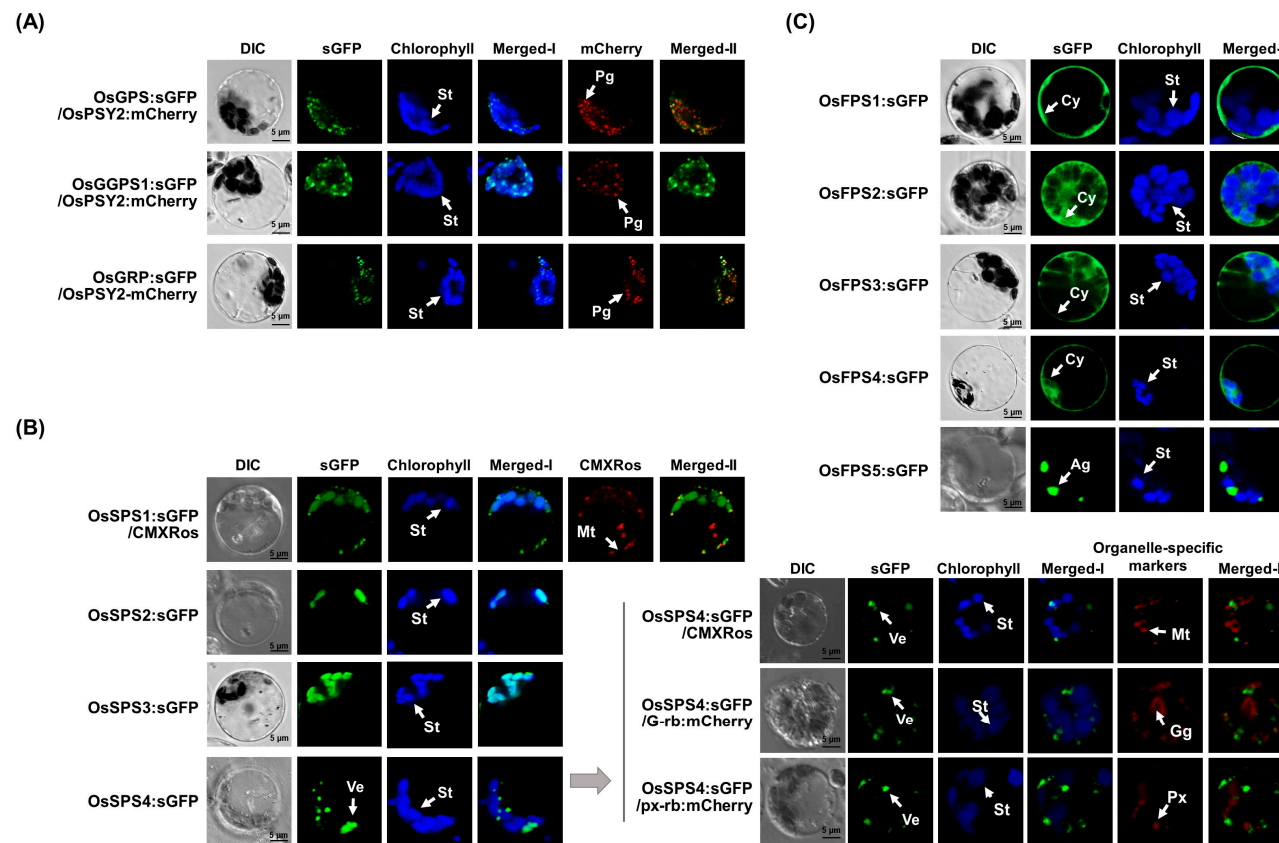 (A)
DIC sGFP Chlorophyll Merged-I mCherry Merged-II
OsGPS:sGFP
/OsPSY2:mCherry
St
Pg
5 µm
OsGGPS1:sGFP
/OsPSY2:mCherry
St
Pg
5 µm
OsGRP:sGFP
/OsPSY2-mCherry
St
Pg
5 µm
(B)
DIC sGFP Chlorophyll Merged-I CMXRos Merged-II
OsSPS1:sGFP
/CMXRos
St
Mt
5 µm
OsSPS2:sGFP
St
5 µm
OsSPS3:sGFP
St
5 µm
OsSPS4:sGFP
Ve
St
5 µm
Organelle-specific
markers
DIC sGFP Chlorophyll Merged-I Merged-I
OsSPS4:sGFP
/CMXRos
Ve
St
Mt
5 µm
OsSPS4:sGFP
/G-rb:mCherry
Ve
St
Gg
5 µm
OsSPS4:sGFP
/px-rb:mCherry
Ve
St
Px
5 µm
(C)
DIC sGFP Chlorophyll Merged-
OsFPS1:sGFP
Cy
St
5 µm
OsFPS2:sGFP
Cy
St
5 µm
OsFPS3:sGFP
Cy
St
5 µm
OsFPS4:sGFP
Cy
St
5 µm
OsFPS5:sGFP
Ag
St
5 µm